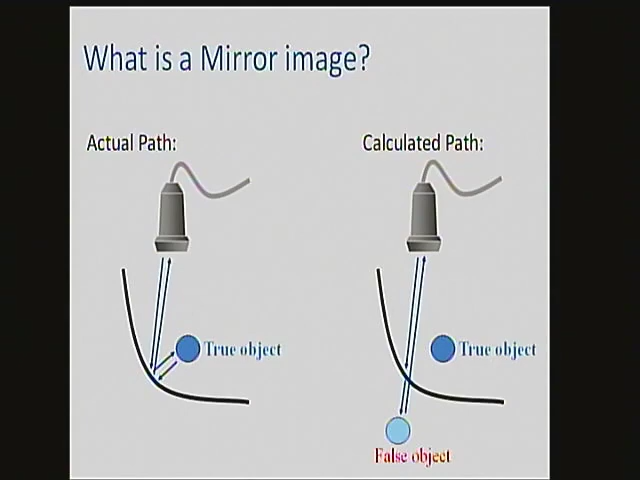 What is a Mirror image?
Actual Path:
Calculated Path:
True object
True object
False object